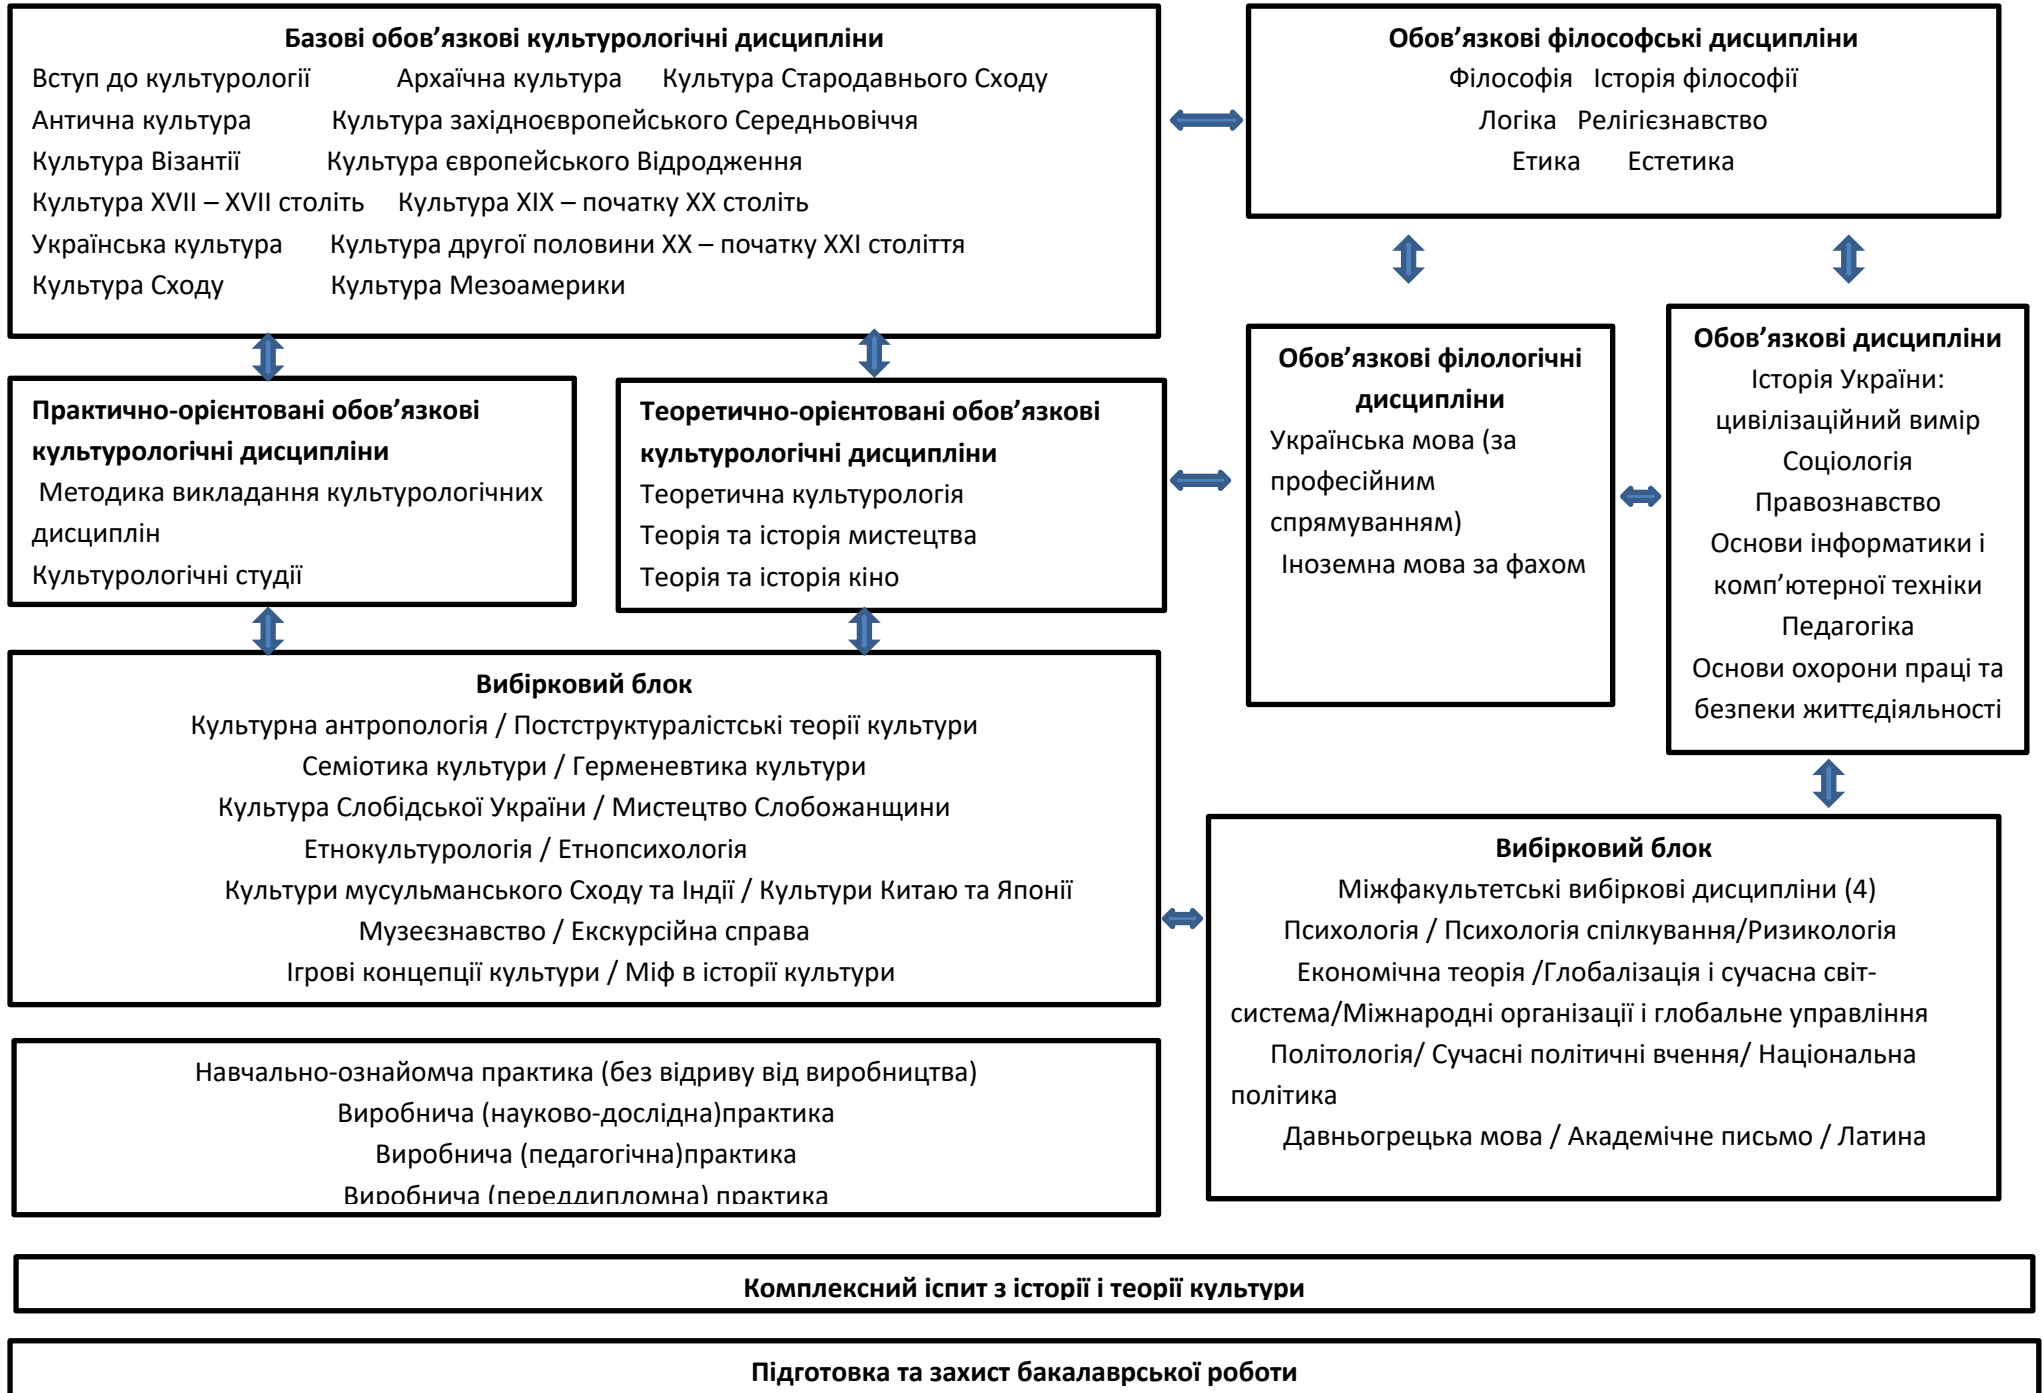 Базові обов’язкові культурологічні дисципліни
Вступ до культурології Архаїчна культура Культура Стародавнього Сходу
Антична культура Культура західноєвропейського Середньовіччя
Культура Візантії Культура європейського Відродження
Культура XVII – XVII століть Культура XIX – початку XX століть
Українська культура Культура другої половини XX – початку XXI століття
Культура Сходу Культура Мезоамерики
Обов’язкові філософські дисципліни
Філософія Історія філософії
Логіка Релігієзнавство
Етика Естетика
Практично-орієнтовані обов’язкові
культурологічні дисципліни
Методика викладання культурологічних
дисциплін
Культурологічні студії
Теоретично-орієнтовані обов’язкові
культурологічні дисципліни
Теоретична культурологія
Теорія та історія мистецтва
Теорія та історія кіно
Обов’язкові філологічні
дисципліни
Українська мова (за
професійним
спрямуванням)
Іноземна мова за фахом
Обов’язкові дисципліни
Історія України:
цивілізаційний вимір
Соціологія
Правознавство
Основи інформатики і
комп’ютерної техніки
Педагогіка
Основи охорони праці та
безпеки життєдіяльності
Вибірковий блок
Культурна антропологія / Постструктуралістські теорії культури
Семіотика культури / Герменевтика культури
Культура Слобідської України / Мистецтво Слобожанщини
Етнокультурологія / Етнопсихологія
Культури мусульманського Сходу та Індії / Культури Китаю та Японії
Музеєзнавство / Екскурсійна справа
Ігрові концепції культури / Міф в історії культури
Вибірковий блок
Міжфакультетські вибіркові дисципліни (4)
Психологія / Психологія спілкування/Ризикологія
Економічна теорія /Глобалізація і сучасна світ-
система/Міжнародні організації і глобальне управління
Політологія/ Сучасні політичні вчення/ Національна
політика
Давньогрецька мова / Академічне письмо / Латина
Навчально-ознайомча практика (без відриву від виробництва)
Виробнича (науково-дослідна)практика
Виробнича (педагогічна)практика
Виробнича (переддипломна) практика
Комплексний іспит з історії і теорії культури
Підготовка та захист бакалаврської роботи